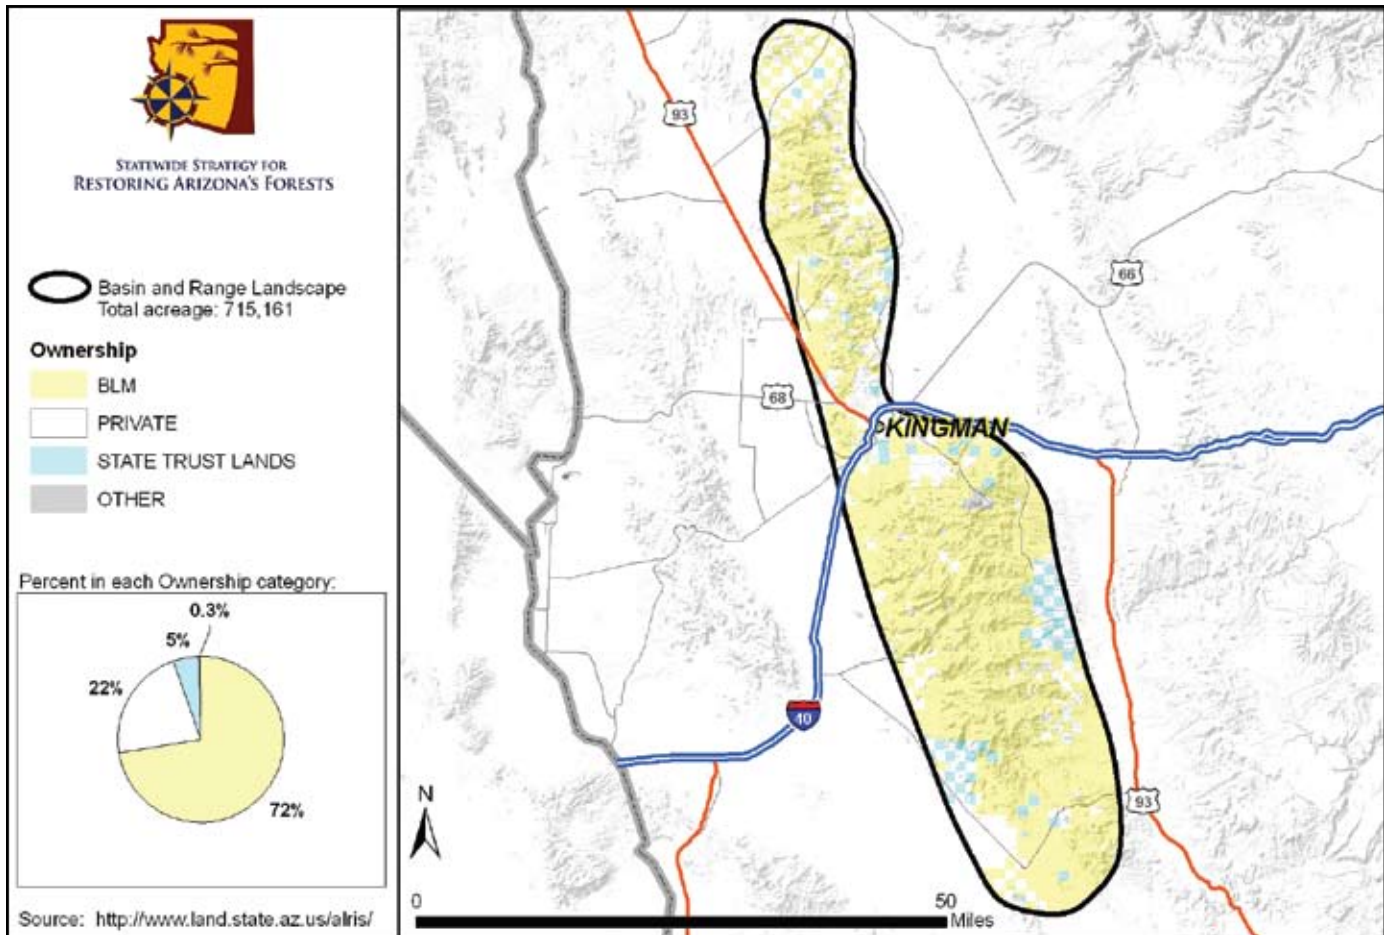 STATEWIDE STRATEGY FOR
RESTORING ARIZONA'S FORESTS
Basin and Range Landscape
Total acreage: 715,161
Ownership
BLM
PRIVATE
STATE TRUST LANDS
OTHER
Percent in each Ownership category:
0.3%
5%
22%
72%
Source: http://www.land.state.az.us/alris/
93
66
68
KINGMAN
40
93
N
0
50
Miles